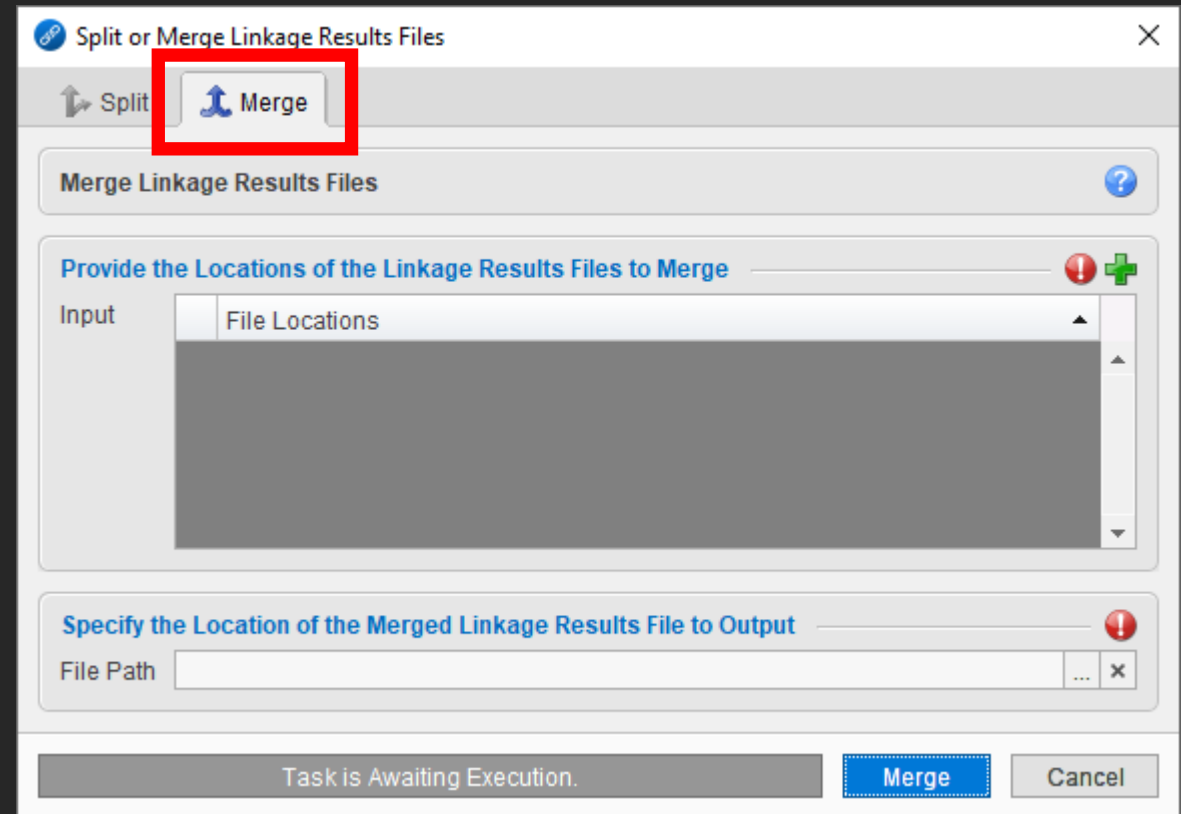 Split or Merge Linkage Results Files
Split
Merge
Merge Linkage Results Files
Provide the Locations of the Linkage Results Files to Merge
Input
File Locations
Specify the Location of the Merged Linkage Results File to Output
File Path
...
Task is Awaiting Execution.
Merge
Cancel